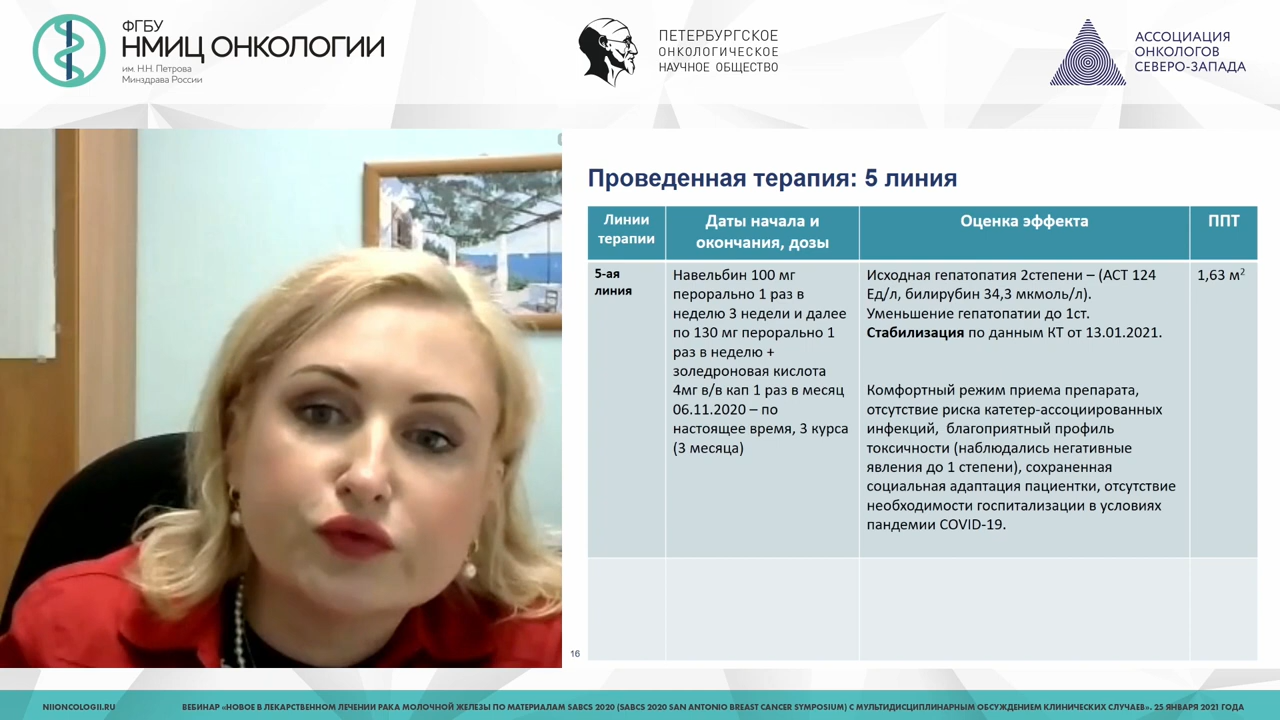 ФГБУ
НМИЦ ОНКОЛОГИИ
им. Н.Н. Петрова
Минздрава России
ПЕТЕРБУРГСКОЕ
ОНКОЛОГИЧЕСКОЕ
НАУЧНОЕ ОБЩЕСТВО
АССОЦИАЦИЯ
ОНКОЛОГОВ
СЕВЕРО-ЗАПАДА
Проведенная терапия: 5 линия
Линии
терапии
Даты начала и
окончания, дозы
Оценка эффекта
ППТ
5-ая
линия
Навельбин 100 мг
перорально 1 раз в
неделю 3 недели и далее
по 130 мг перорально 1
раз в неделю +
золедроновая кислота
4мг в/в кап 1 раз в месяц
06.11.2020 – по
настоящее время, 3 курса
(3 месяца)
Исходная гепатопатия 2степени – (АСТ 124
Ед/л, билирубин 34,3 мкмоль/л).
Уменьшение гепатопатии до 1ст.
Стабилизация по данным КТ от 13.01.2021.
Комфортный режим приема препарата,
отсутствие риска катетер-ассоциированных
инфекций, благоприятный профиль
токсичности (наблюдались негативные
явления до 1 степени), сохраненная
социальная адаптация пациентки, отсутствие
необходимости госпитализации в условиях
пандемии COVID-19.
1,63 м²
16
NIIONCOLOGII.RU
ВЕБИНАР «НОВОЕ В ЛЕКАРСТВЕННОМ ЛЕЧЕНИИ РАКА МОЛОЧНОЙ ЖЕЛЕЗЫ ПО МАТЕРИАЛАМ SABCS 2020 (SABCS 2020 SAN ANTONIO BREAST CANCER SYMPOSIUM) С МУЛЬТИДИСЦИПЛИНАРНЫМ ОБСУЖДЕНИЕМ КЛИНИЧЕСКИХ СЛУЧАЕВ». 25 ЯНВАРЯ 2021 ГОДА